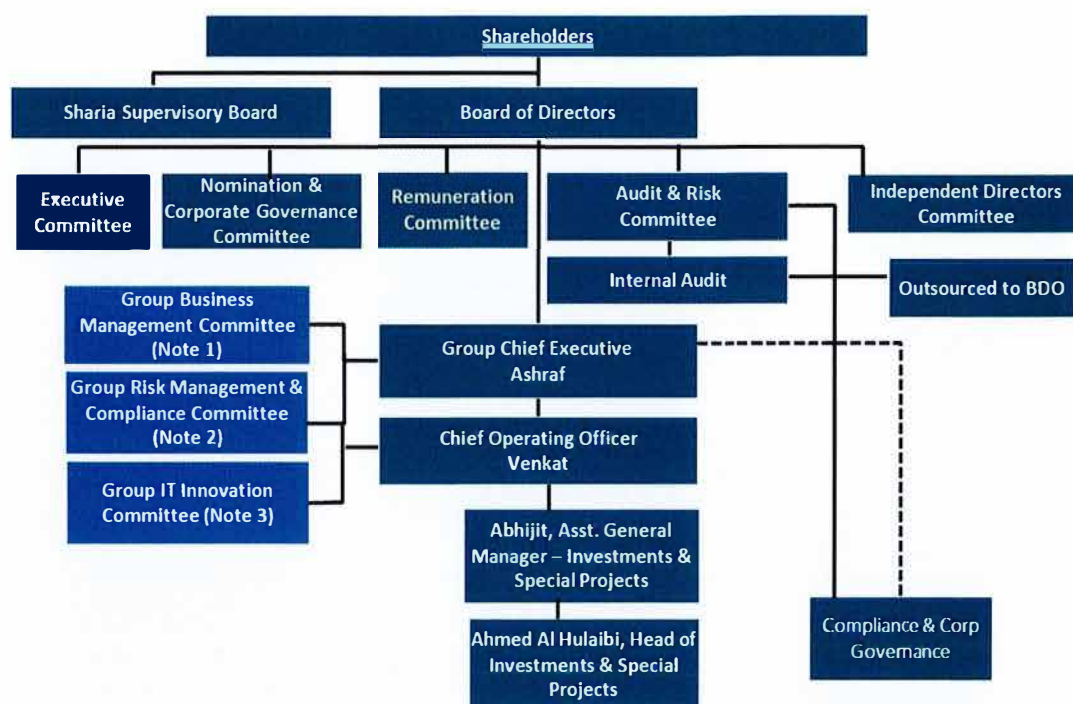 Shareholders
Sharia Supervisory Board
Board of Directors
Executive
Committee
Nomination &
Corporate Governance
Committee
Remuneration
Committee
Audit & Risk
Committee
Independent Directors
Committee
Internal Audit
Outsourced to BDO
Group Business
Management Committee
(Note 1)
Group Chief Executive
Ashraf
Group Risk Management &
Compliance Committee
(Note 2)
Chief Operating Officer
Venkat
Group IT Innovation
Committee (Note 3)
Abhijit, Asst. General
Manager – Investments &
Special Projects
Ahmed Al Hulaibi, Head of
Investments & Special
Projects
Compliance & Corp
Governance